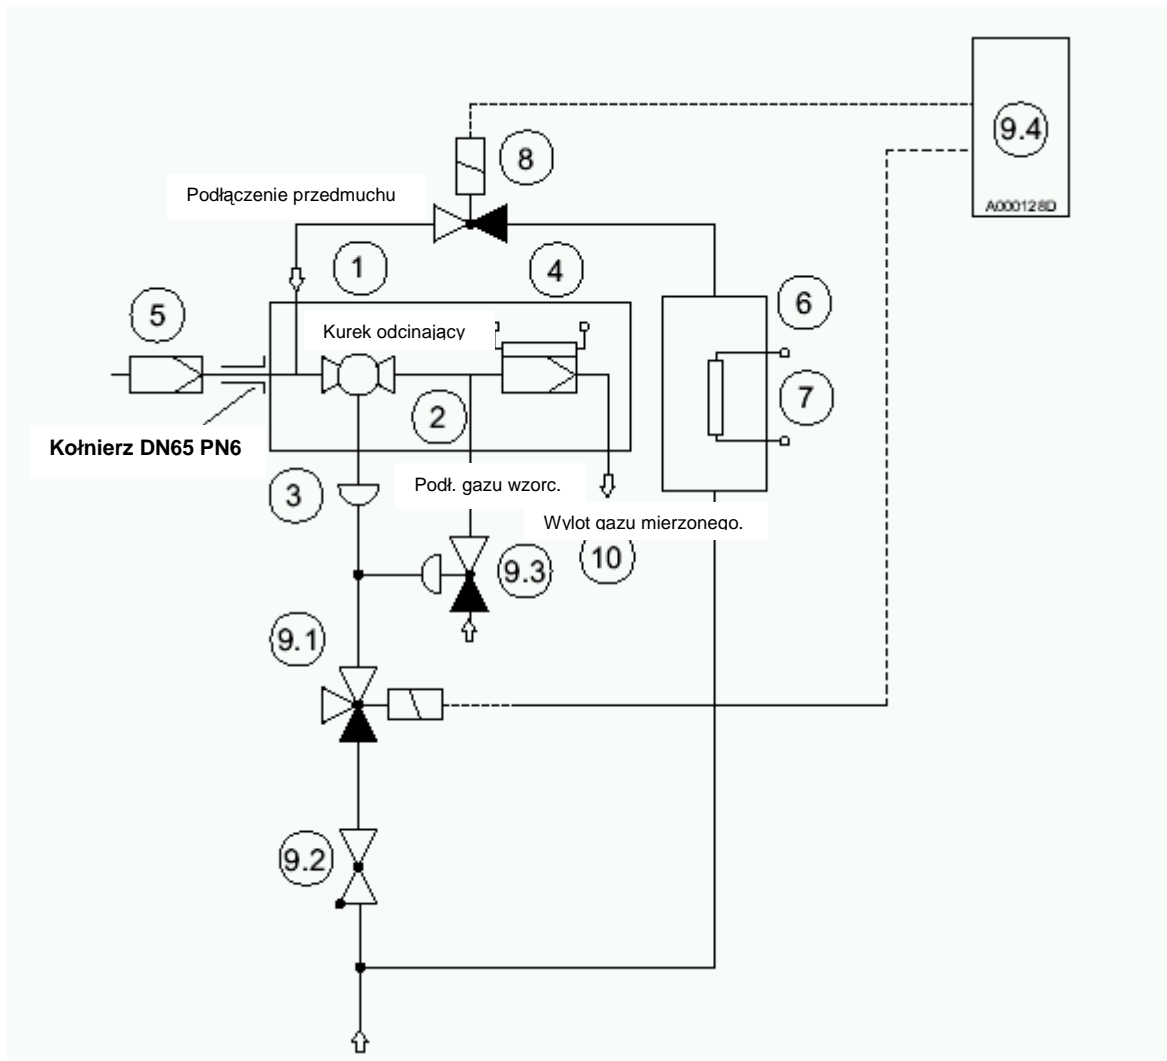 9.4
A000128D
8
Podłączenie przedmuchu
1
4
5
6
Kurek odcinający
7
2
Kołnierz DN65 PN6
3
Podł. gazu wzorc.
Wylot gazu mierzonego.
9.3
10
9.1
9.2